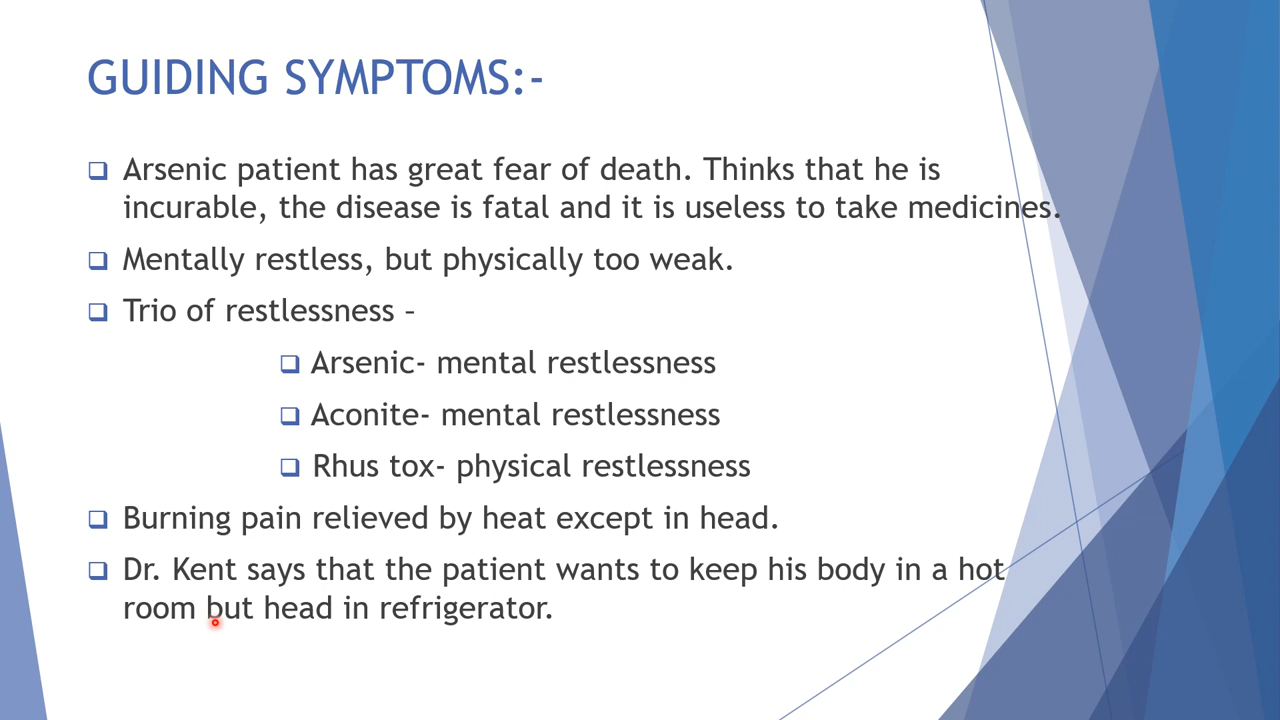 GUIDING SYMPTOMS:-
Arsenic patient has great fear of death. Thinks that he is
incurable, the disease is fatal and it is useless to take medicines.
Mentally restless, but physically too weak.
Trio of restlessness –
Arsenic- mental restlessness
Aconite- mental restlessness
Rhus tox- physical restlessness
Burning pain relieved by heat except in head.
Dr. Kent says that the patient wants to keep his body in a hot
room but head in refrigerator.